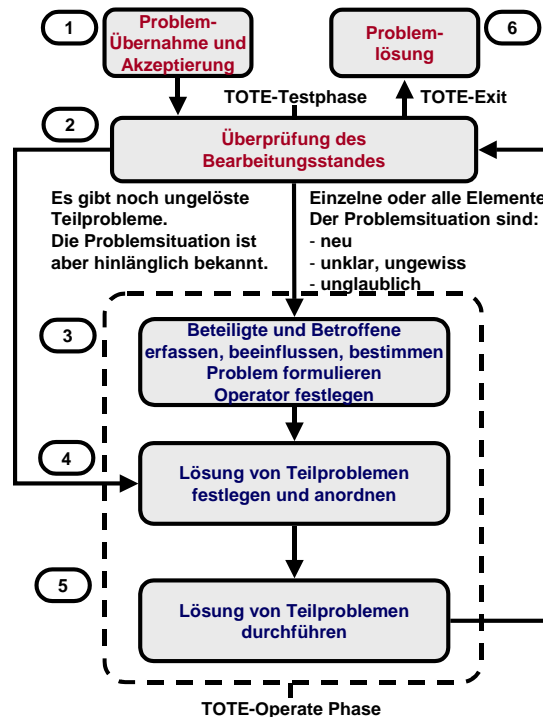 1
Problem-
Übernahme und
Akzeptierung
Problem-
lösung
6
TOTE-Testphase
TOTE-Exit
2
Überprüfung des
Bearbeitungsstandes
Es gibt noch ungelöste
Teilprobleme.
Die Problemsituation ist
aber hinlänglich bekannt.
Einzelne oder alle Elemente
Der Problemsituation sind:
- neu
- unklar, ungewiss
- unglaublich
3
Beteiligte und Betroffene
erfassen, beeinflussen, bestimmen
Problem formulieren
Operator festlegen
4
Lösung von Teilproblemen
festlegen und anordnen
5
Lösung von Teilproblemen
durchführen
TOTE-Operate Phase